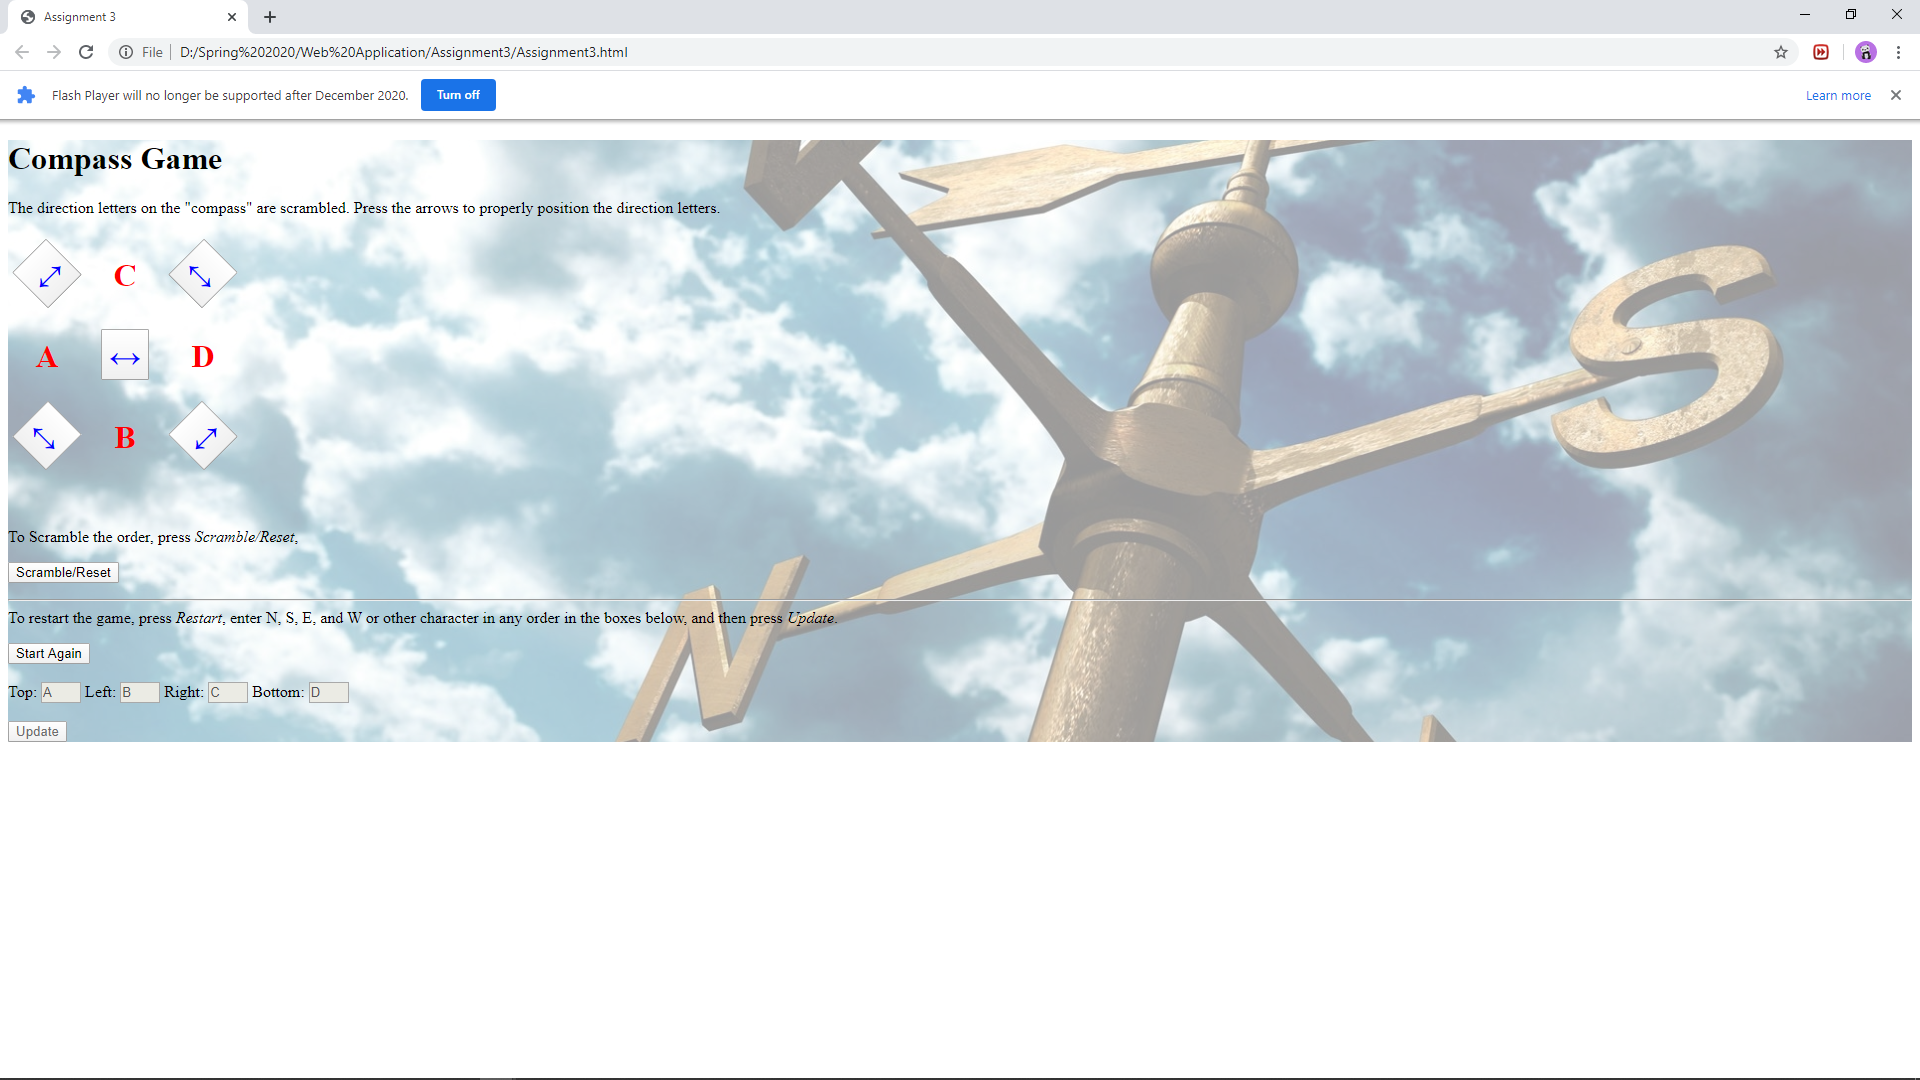 Assignment 3
File D:/Spring%202020/Web%20Application/Assignment3/Assignment3.html
Flash Player will no longer be supported after December 2020. Turn off Learn more
Compass Game
The direction letters on the "compass" are scrambled. Press the arrows to properly position the direction letters.
⤢ C ⤡
A ↔ D
⤡ B ⤢
To Scramble the order, press Scramble/Reset,
Scramble/Reset
To restart the game, press Restart, enter N, S, E, and W or other character in any order in the boxes below, and then press Update.
Start Again
Top: A Left: B Right: C Bottom: D
Update
S
N